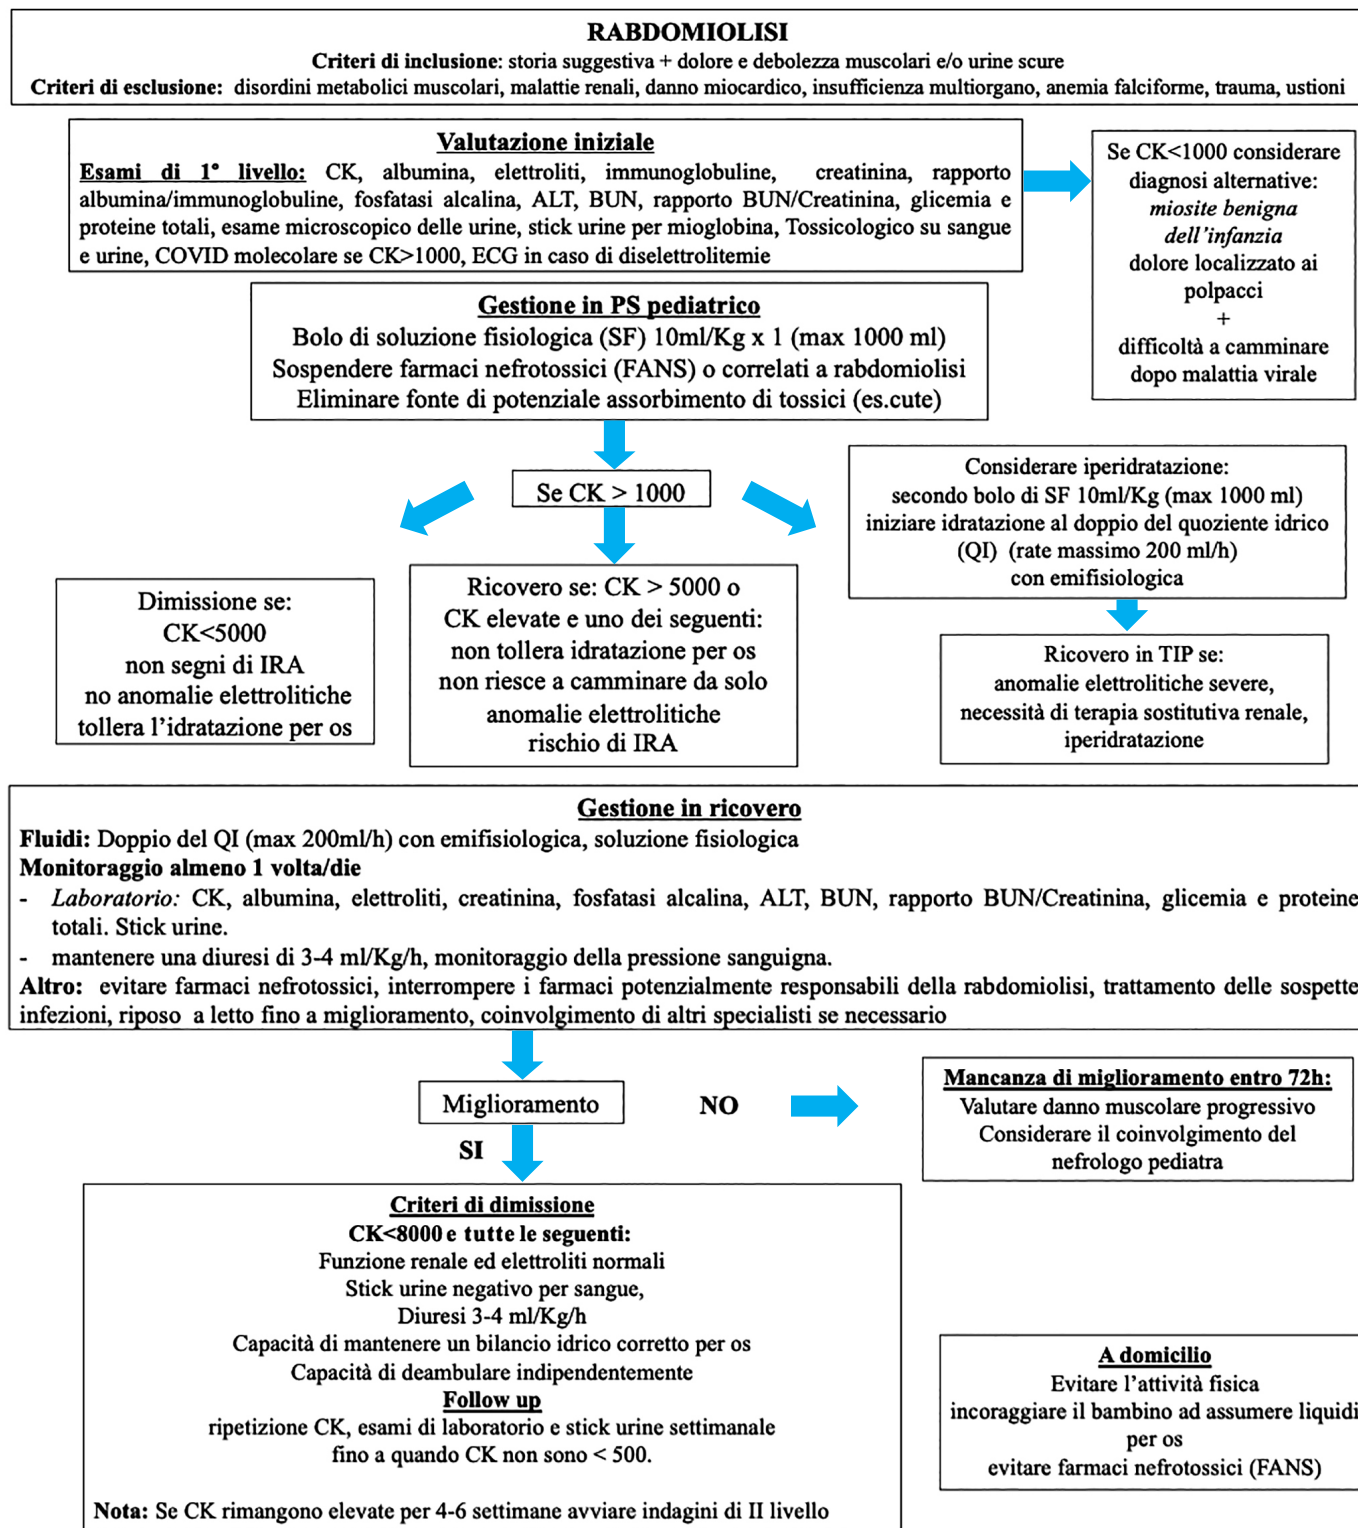 RABDOMIOLISI
Criteri di inclusione: storia suggestiva + dolore e debolezza muscolari e/o urine scure
Criteri di esclusione: disordini metabolici muscolari, malattie renali, danno miocardico, insufficienza multiorgano, anemia falciforme, trauma, ustioni
Valutazione iniziale
Esami di 1° livello: CK, albumina, elettroliti, immunoglobuline, creatinina, rapporto
albumina/immunoglobuline, fosfatasi alcalina, ALT, BUN, rapporto BUN/Creatinina, glicemia e
proteine totali, esame microscopico delle urine, stick urine per mioglobina, Tossicologico su sangue
e urine, COVID molecolare se CK>1000, ECG in caso di diselettrolitemie
Se CK<1000 considerare
diagnosi alternative:
miosite benigna
dell'infanzia
dolore localizzato ai
polpacci
+
difficoltà a camminare
dopo malattia virale
Gestione in PS pediatrico
Bolo di soluzione fisiologica (SF) 10ml/Kg x 1 (max 1000 ml)
Sospendere farmaci nefrotossici (FANS) o correlati a rabdomiolisi
Eliminare fonte di potenziale assorbimento di tossici (es.cute)
Se CK > 1000
Considerare iperidratazione:
secondo bolo di SF 10ml/Kg (max 1000 ml)
iniziare idratazione al doppio del quoziente idrico
(QI) (rate massimo 200 ml/h)
con emifisiologica
Dimissione se:
CK<5000
non segni di IRA
no anomalie elettrolitiche
tollera l'idratazione per os
Ricovero se: CK > 5000 o
CK elevate e uno dei seguenti:
non tollera idratazione per os
non riesce a camminare da solo
anomalie elettrolitiche
rischio di IRA
Ricovero in TIP se:
anomalie elettrolitiche severe,
necessità di terapia sostitutiva renale,
iperidratazione
Gestione in ricovero
Fluidi: Doppio del QI (max 200ml/h) con emifisiologica, soluzione fisiologica
Monitoraggio almeno 1 volta/die
- Laboratorio: CK, albumina, elettroliti, creatinina, fosfatasi alcalina, ALT, BUN, rapporto BUN/Creatinina, glicemia e proteine
totali. Stick urine.
- mantenere una diuresi di 3-4 ml/Kg/h, monitoraggio della pressione sanguigna.
Altro: evitare farmaci nefrotossici, interrompere i farmaci potenzialmente responsabili della rabdomiolisi, trattamento delle sospette
infezioni, riposo a letto fino a miglioramento, coinvolgimento di altri specialisti se necessario
Miglioramento
NO
SI
Mancanza di miglioramento entro 72h:
Valutare danno muscolare progressivo
Considerare il coinvolgimento del
nefrologo pediatra
Criteri di dimissione
CK<8000 e tutte le seguenti:
Funzione renale ed elettroliti normali
Stick urine negativo per sangue,
Diuresi 3-4 ml/Kg/h
Capacità di mantenere un bilancio idrico corretto per os
Capacità di deambulare indipendentemente
Follow up
ripetizione CK, esami di laboratorio e stick urine settimanale
fino a quando CK non sono < 500.
Nota: Se CK rimangono elevate per 4-6 settimane avviare indagini di II livello
A domicilio
Evitare l'attività fisica
incoraggiare il bambino ad assumere liquidi
per os
evitare farmaci nefrotossici (FANS)